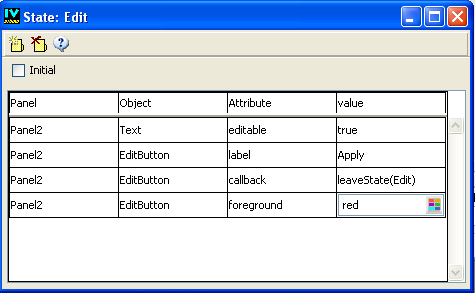 State: Edit
Initial
Panel Object Attribute value
Panel2 Text editable true
Panel2 EditButton label Apply
Panel2 EditButton callback leaveState(Edit)
Panel2 EditButton foreground red